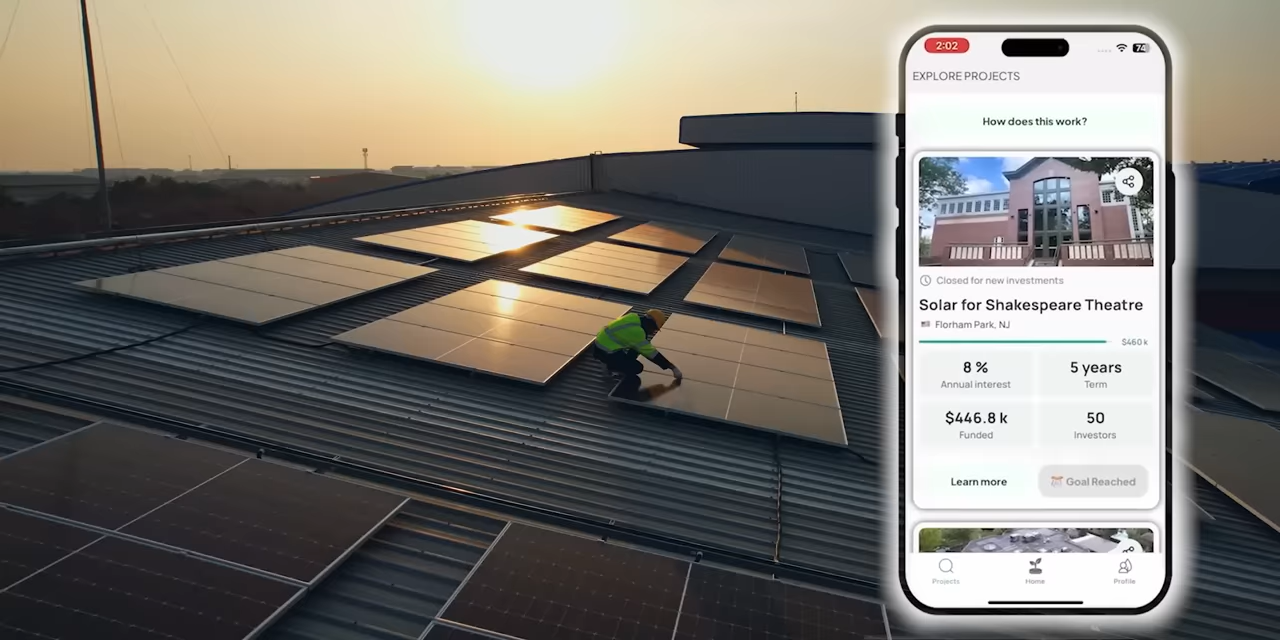 2:02
74
EXPLORE PROJECTS
How does this work?
Closed for new investments
Solar for Shakespeare Theatre
Florham Park, NJ
$460 k
8 %
5 years
Annual interest
Term
$446.8 k
50
Funded
Investors
Learn more
Goal Reached
Projects
Home
Profile